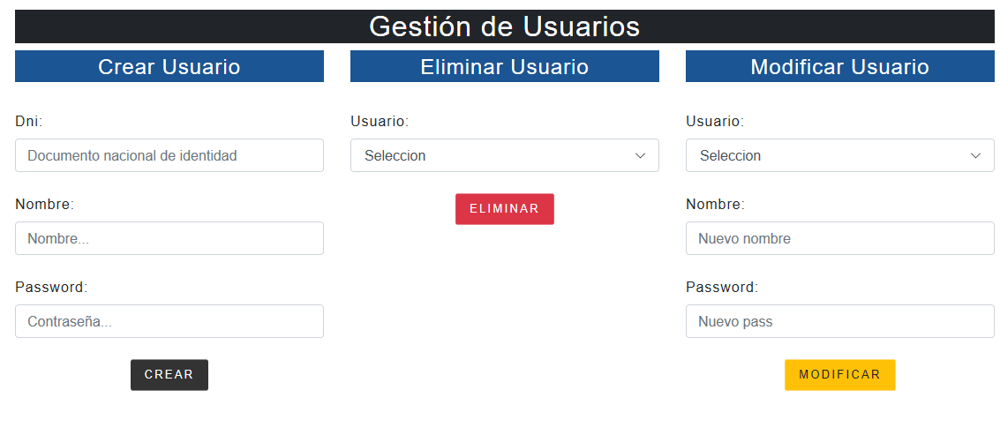 Gestión de Usuarios
Crear Usuario
Dni:
Documento nacional de identidad
Nombre:
Nombre...
Password:
Contraseña...
CREAR
Eliminar Usuario
Usuario:
Seleccion
ELIMINAR
Modificar Usuario
Usuario:
Seleccion
Nombre:
Nuevo nombre
Password:
Nuevo pass
MODIFICAR